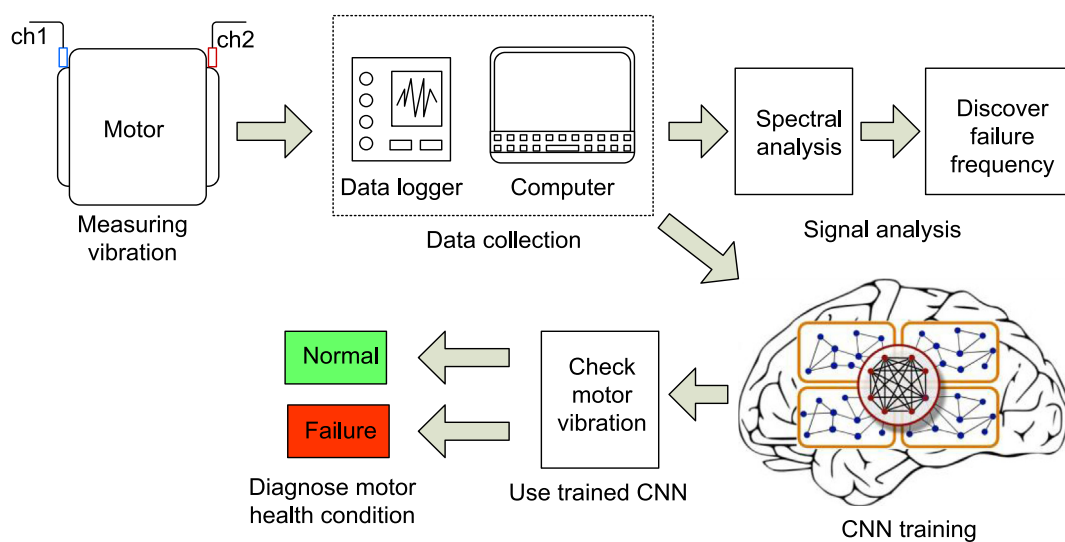 ch1
ch2
Motor
Measuring
vibration
Data logger
Computer
Data collection
Spectral
analysis
Discover
failure
frequency
Signal analysis
Normal
Failure
Diagnose motor
health condition
Check
motor
vibration
Use trained CNN
CNN training